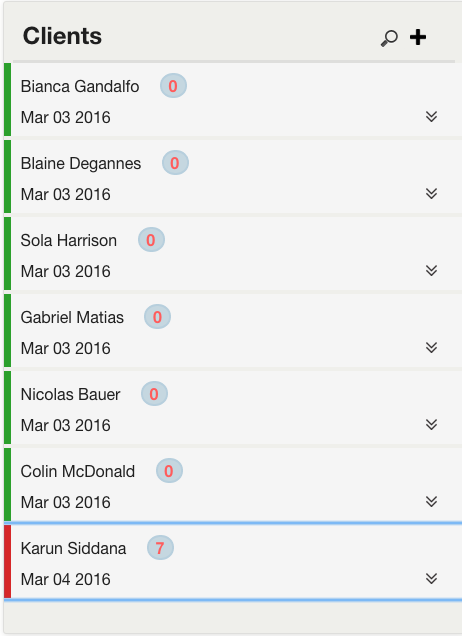 Clients
Bianca Gandalfo 0
Mar 03 2016
Blaine Degannes 0
Mar 03 2016
Sola Harrison 0
Mar 03 2016
Gabriel Matias 0
Mar 03 2016
Nicolas Bauer 0
Mar 03 2016
Colin McDonald 0
Mar 03 2016
Karun Siddana 7
Mar 04 2016